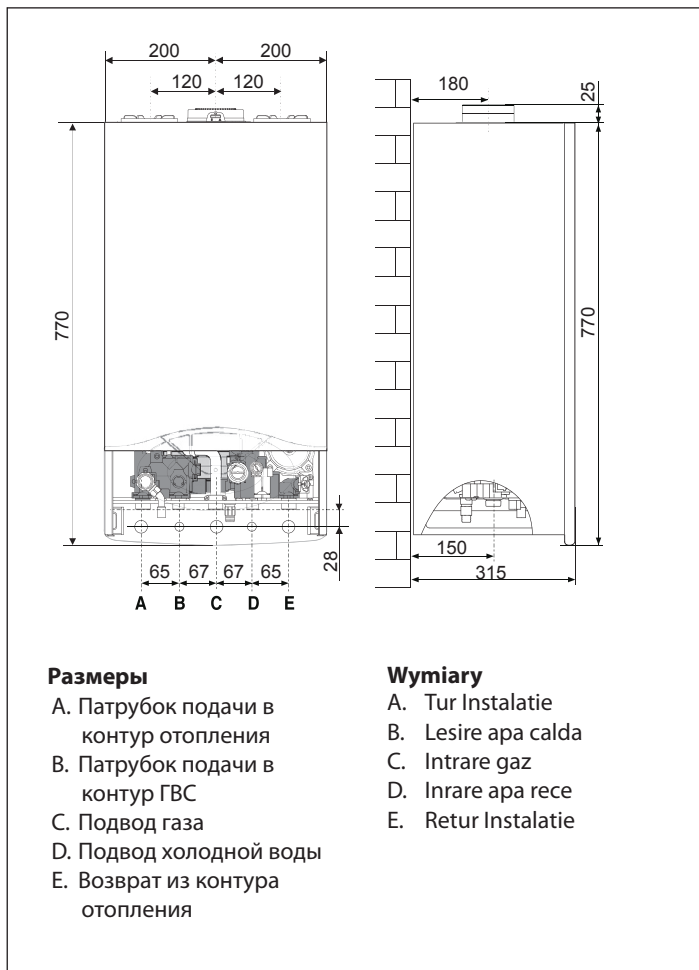 200 200
120 120
180
25
770
770
28
65 67 67 65
150
315
A B C D E
Размеры
A. Патрубок подачи в
контур отопления
B. Патрубок подачи в
контур ГВС
C. Подвод газа
D. Подвод холодной воды
E. Возврат из контура
отопления
Wymiary
A. Tur Instalatie
B. Lesire apa calda
C. Intrare gaz
D. Inrare apa rece
E. Retur Instalatie